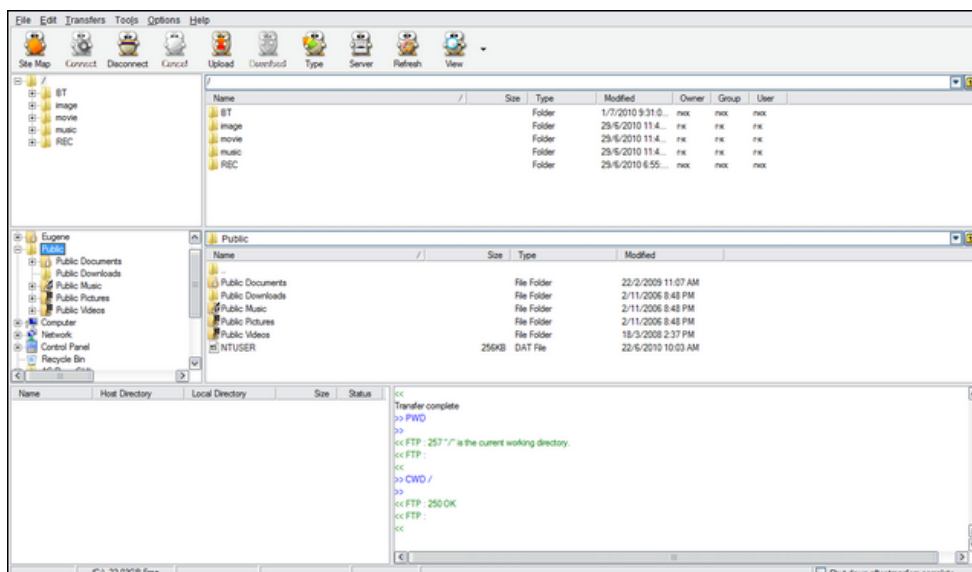 File Edit Transfers Tools Options Help
Site Map Connect Disconnect Cancel Upload Download Type Server Refresh View
/
BT
image
movie
music
REC
/
Name / Size Type Modified Owner Group User
BT Folder 1/7/2010 9:31:0... rwx rwx rwx
image Folder 29/6/2010 11:4...
movie Folder 29/6/2010 11:4...
music Folder 29/6/2010 11:4...
REC Folder 29/6/2010 6:55:... rwx rwx rwx
Eugene
Public
Public Documents
Public Downloads
Public Music
Public Pictures
Public Videos
Computer
Network
Control Panel
Recycle Bin
Public
Name / Size Type Modified
..
Public Documents File Folder 22/2/2009 11:07 AM
Public Downloads File Folder 2/11/2006 8:48 PM
Public Music File Folder 2/11/2006 8:48 PM
Public Pictures File Folder 2/11/2006 8:48 PM
Public Videos File Folder 18/3/2008 2:37 PM
NTUSER 256KB DAT File 22/6/2010 10:03 AM
Name Host Directory Local Directory Size Status
<<
Transfer complete
>> PWD
>>
<< FTP : 257 "/" is the current working directory.
<< FTP :
<<
>> CWD /
>>
<< FTP : 250 OK
<< FTP :
<<